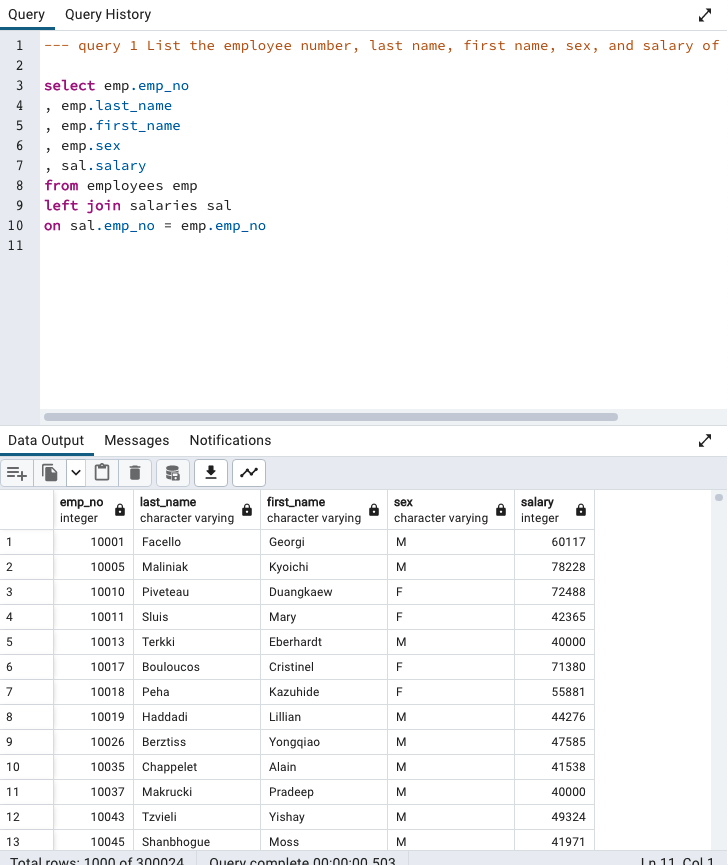 Query Query History
1 --- query 1 List the employee number, last name, first name, sex, and salary of
2
3 select emp.emp_no
4 , emp.last_name
5 , emp.first_name
6 , emp.sex
7 , sal.salary
8 from employees emp
9 left join salaries sal
10 on sal.emp_no = emp.emp_no
11
Data Output Messages Notifications
emp_no last_name first_name sex salary
integer character varying character varying character varying integer
1 10001 Facello Georgi M 60117
2 10005 Maliniak Kyoichi M 78228
3 10010 Piveteau Duangkaew F 72488
4 10011 Sluis Mary F 42365
5 10013 Terkki Eberhardt M 40000
6 10017 Bouloucos Cristinel F 71380
7 10018 Peha Kazuhide F 55881
8 10019 Haddadi Lillian M 44276
9 10026 Berztiss Yongqiao M 47585
10 10035 Chappelet Alain M 41538
11 10037 Makrucki Pradeep M 40000
12 10043 Tzvieli Yishay M 49324
13 10045 Shanbhogue Moss M 41971
Total rows: 1000 of 300024 Query complete 00:00:00.503 Ln 11, Col 1